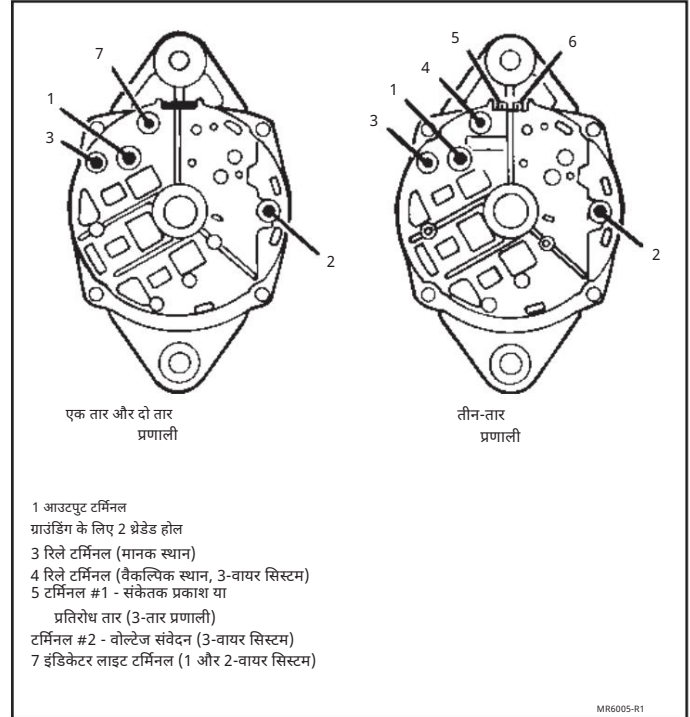 7
1
3
2
5
6
4
1
3
2
एक तार और दो तार
प्रणाली
तीन-तार
प्रणाली
1 आउटपुट टर्मिनल
ग्राउंडिंग के लिए 2 थ्रेडेड होल
3 रिले टर्मिनल (मानक स्थान)
4 रिले टर्मिनल (वैकल्पिक स्थान, 3-वायर सिस्टम)
5 टर्मिनल #1 - संकेतक प्रकाश या
प्रतिरोध तार (3-तार प्रणाली)
टर्मिनल #2 - वोल्टेज संवेदन (3-वायर सिस्टम)
7 इंडिकेटर लाइट टर्मिनल (1 और 2-वायर सिस्टम)
MR6005-R1